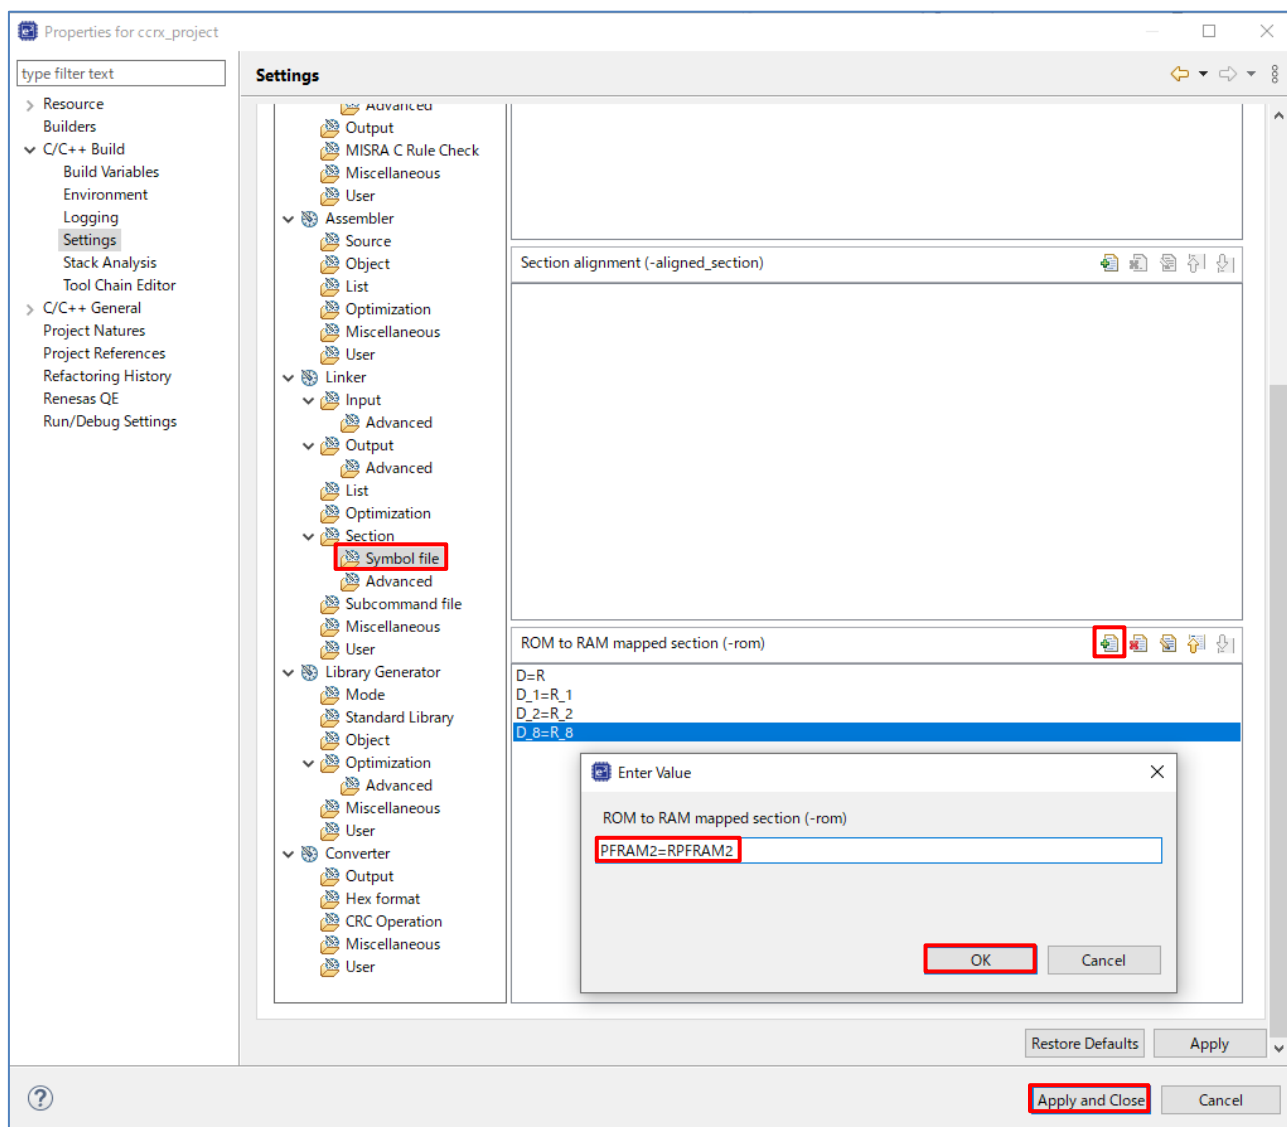 Properties for ccrx_project
type filter text
Settings
Resource
Builders
C/C++ Build
Build Variables
Environment
Logging
Settings
Stack Analysis
Tool Chain Editor
C/C++ General
Project Natures
Project References
Refactoring History
Renesas QE
Run/Debug Settings
Advanced
Output
MISRA C Rule Check
Miscellaneous
User
Assembler
Source
Object
List
Optimization
Miscellaneous
User
Linker
Input
Advanced
Output
Advanced
List
Optimization
Section
Symbol file
Advanced
Subcommand file
Miscellaneous
User
Library Generator
Mode
Standard Library
Object
Optimization
Advanced
Miscellaneous
User
Converter
Output
Hex format
CRC Operation
Miscellaneous
User
Section alignment (-aligned_section)
ROM to RAM mapped section (-rom)
D=R
D_1=R_1
D_2=R_2
D_8=R_8
Enter Value
ROM to RAM mapped section (-rom)
PFRAM2=RPFRAM2
OK
Cancel
Restore Defaults
Apply
Apply and Close
Cancel